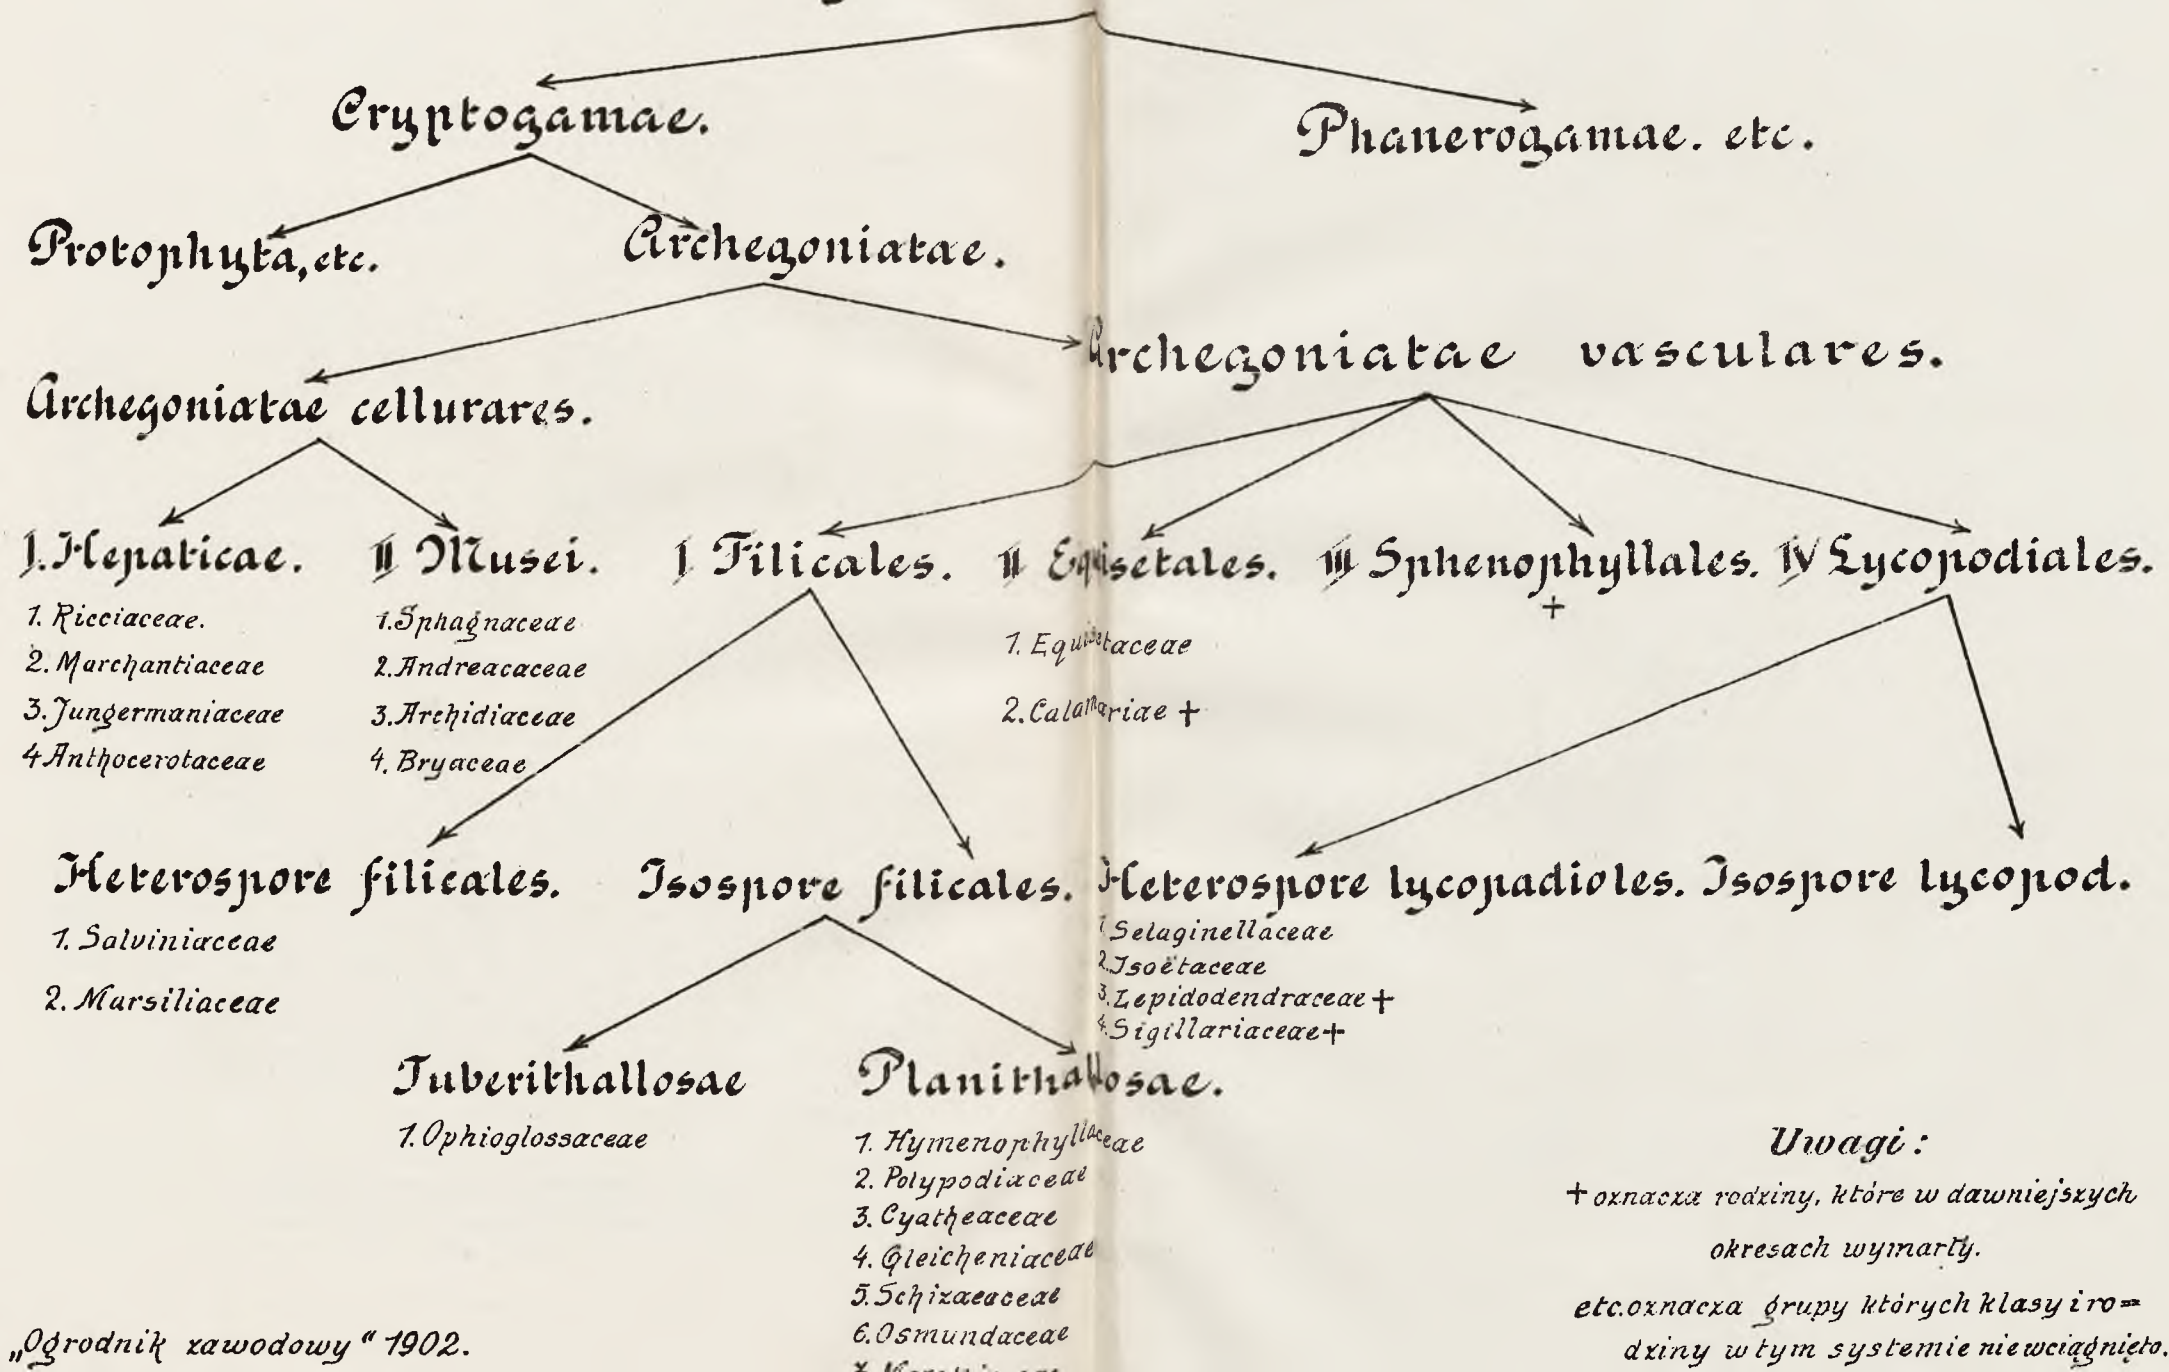 Cryptogamae.
Phanerogamae. etc.
Protophyta, etc.
Archegoniatae.
Archegoniatae vasculares.
Archegoniatae cellurares.
I. Hepaticae.
1. Ricciaceae.
2. Marchantiaceae
3. Jungermaniaceae
4 Anthocerotaceae
II Musei.
1. Sphagnaceae
2. Andreacaceae
3. Archidiaceae
4. Bryaceae
I Filicales.
II Equisetales.
1. Equisetaceae
2. Calamariae +
III Sphenophyllales.
+
IV Lycopodiales.
Heterospore filicales.
1. Salviniaceae
2. Marsiliaceae
Isospore filicales.
Heterospore lycopadioles.
1. Selaginellaceae
2. Isoëtaceae
3. Lepidodendraceae +
4. Sigillariaceae +
Isospore lycopod.
Tuberithallosae
1. Ophioglossaceae
Planithallosae.
1. Hymenophyllaceae
2. Polypodiaceae
3. Cyatheaceae
4. Gleicheniaceae
5. Schizaeaceae
6. Osmundaceae
Uwagi:
+ oznacza rodziny, które w dawniejszych
okresach wymarły.
etc. oznacza grupy których klasy i ro=
dziny w tym systemie nie wciągnięto.
„Ogrodnik zawodowy“ 1902.